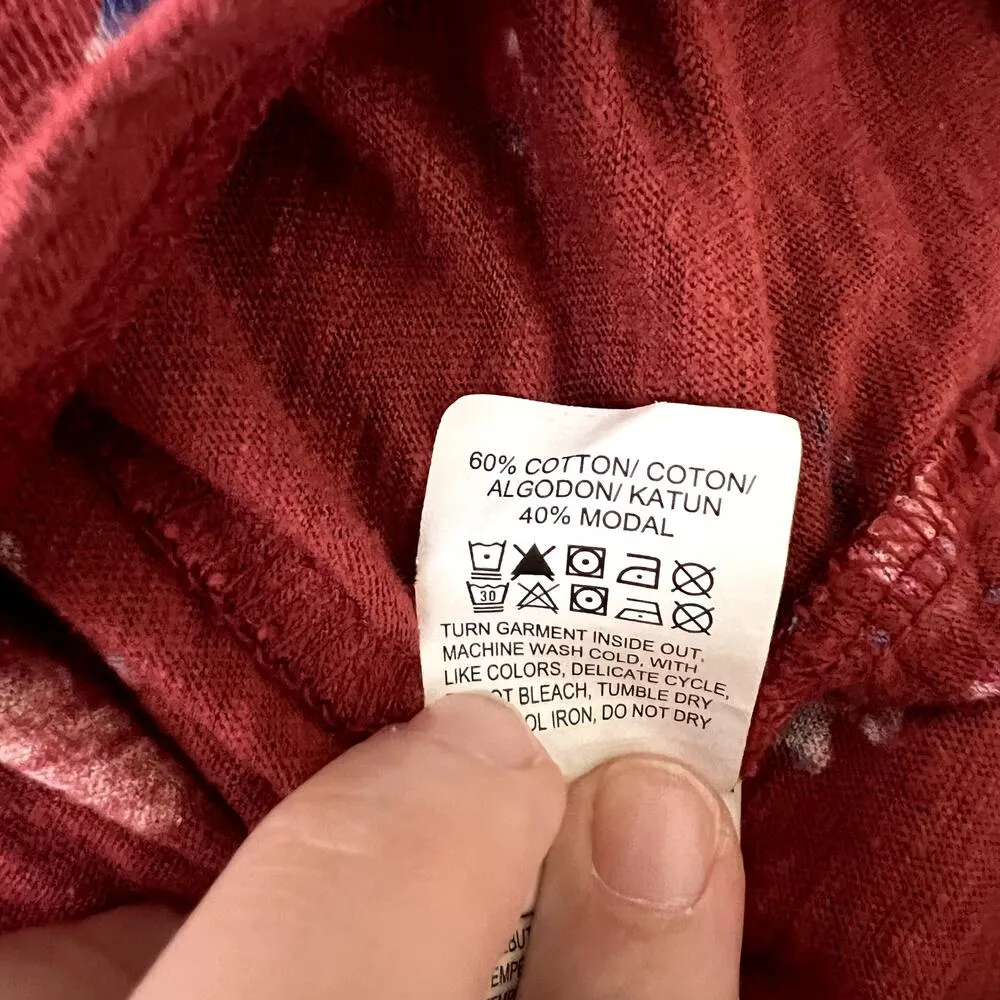 60% COTTON/ COTON/
ALGODON/ KATUN
40% MODAL
30
TURN GARMENT INSIDE OUT,
MACHINE WASH COLD, WITH
LIKE COLORS, DELICATE CYCLE,
BLEACH, TUMBLE DRY
IRON, DO NOT DRY